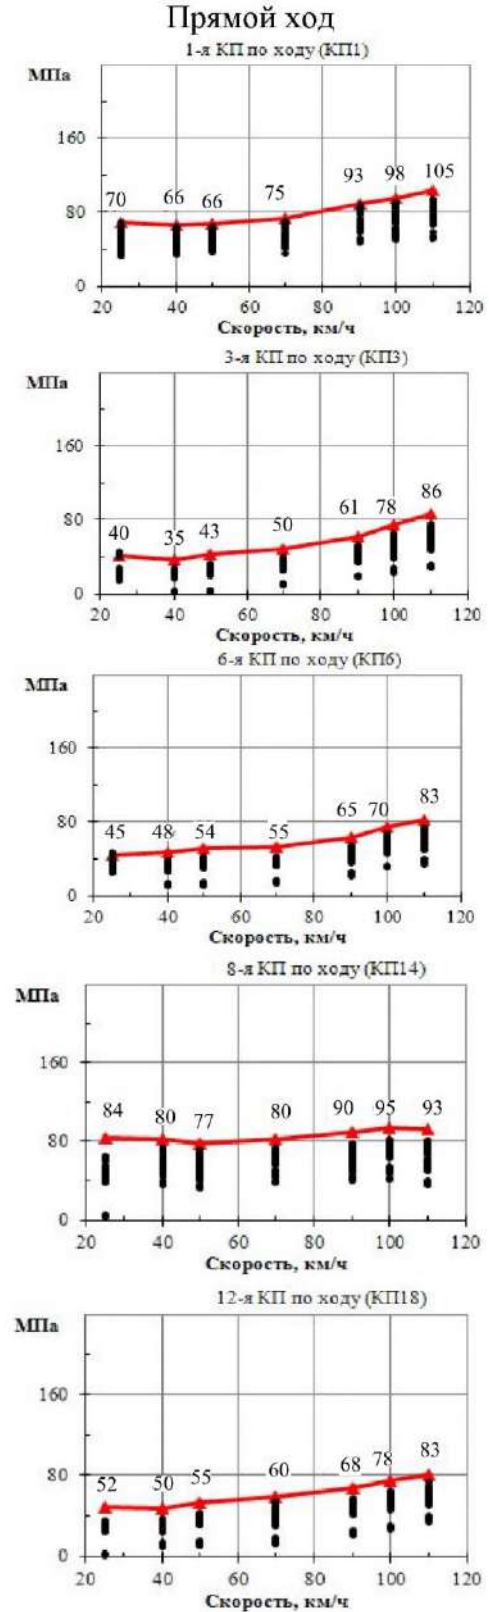 Прямой ход
1-я КП по ходу (КП1)
МПа
160
93 98 105
70 66 66 75
80
0
20 40 60 80 100 120
Скорость, км/ч
3-я КП по ходу (КП3)
МПа
160
86
61 78
80
40 35 43 50
0
20 40 60 80 100 120
Скорость, км/ч
6-я КП по ходу (КП6)
МПа
160
65 70 83
80
45 48 54 55
0
20 40 60 80 100 120
Скорость, км/ч
8-я КП по ходу (КП14)
МПа
160
84 80 77 80 90 95 93
80
0
20 40 60 80 100 120
Скорость, км/ч
12-я КП по ходу (КП18)
МПа
160
68 78 83
80
52 50 55 60
0
20 40 60 80 100 120
Скорость, км/ч